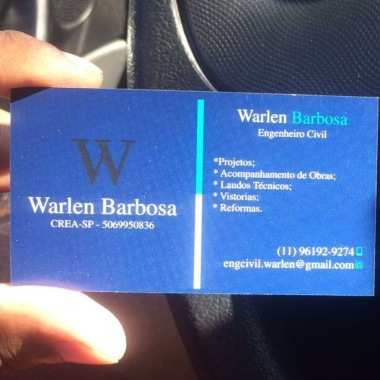 W
Warlen Barbosa
CREA-SP - 5069950836
Warlen Barbosa
Engenheiro Civil
*Projetos;
* Acompanhamento de Obras;
* Laudos Técnicos;
* Vistorias;
* Reformas.
(11) 96192-9274
engcivil.warlen@gmail.com@